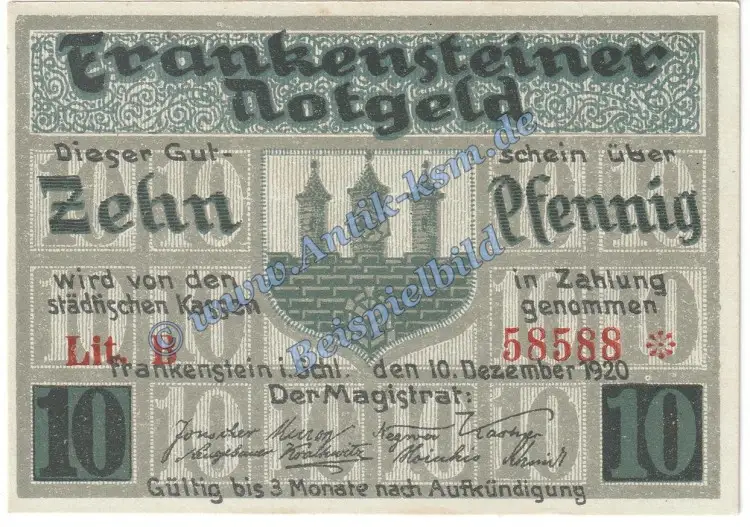 Frankensteiner
Notgeld
Dieser Gut- schein über
Zehn Pfennig
wird von den in Zahlung
städtischen Kassen genommen
Lit. B 58588 *
Frankenstein i. Schl. den 10. Dezember 1920
Der Magistrat:
10 10
Gültig bis 3 Monate nach Aufkündigung
© www.Antik-ksm.de
Beispielbild